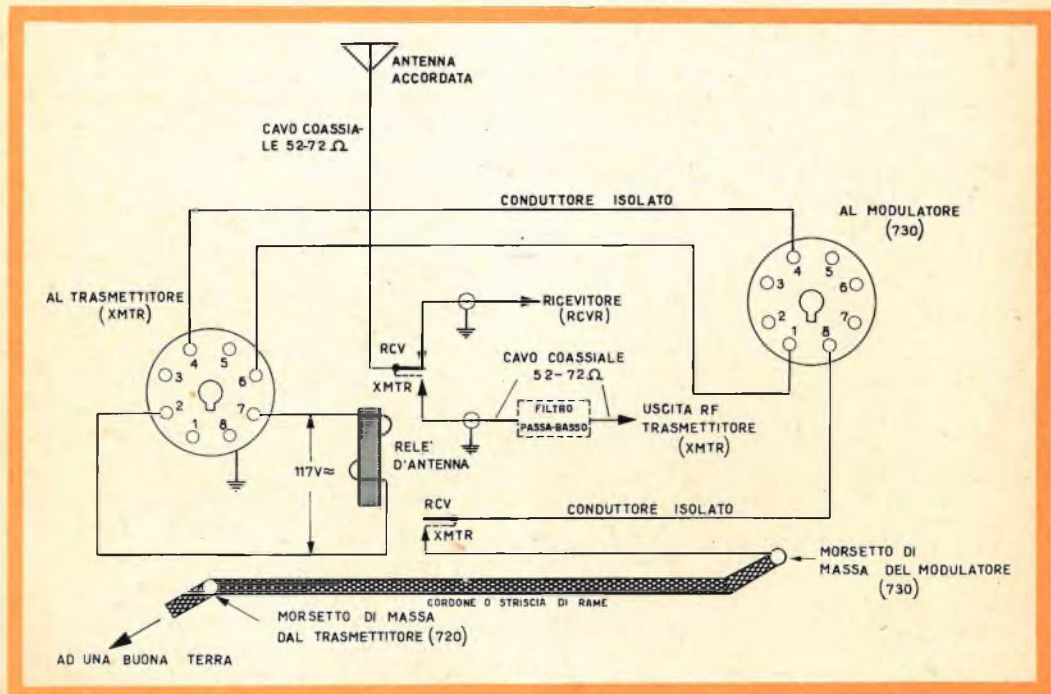 ANTENNA
ACCORDATA
CAVO COASSIA-
LE 52-72 Ω
CONDUTTORE ISOLATO
AL MODULATORE
(730)
4
5
3
6
2
7
1
8
AL TRASMETTITORE
(XMTR)
4
5
3
6
2
7
1
8
RICEVITORE
(RCVR)
RCV
XMTR
CAVO COASSIALE
52-72 Ω
FILTRO
PASSA-BASSO
USCITA RF
TRASMETTITORE
(XMTR)
117V≈
RELE'
D'ANTENNA
RCV
XMTR
CONDUTTORE ISOLATO
MORSETTO DI
MASSA DEL MODULATORE
(730)
CORDONE O STRISCIA DI RAME
MORSETTO DI MASSA
DAL TRASMETTITORE (720)
AD UNA BUONA TERRA